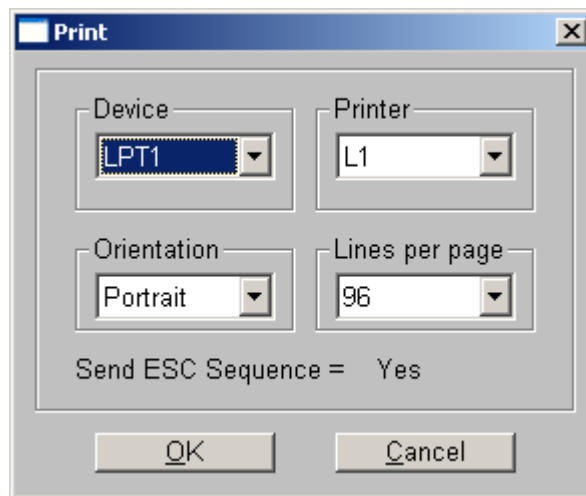 Print
Device Printer
LPT1 L1
Orientation Lines per page
Portrait 96
Send ESC Sequence = Yes
OK Cancel